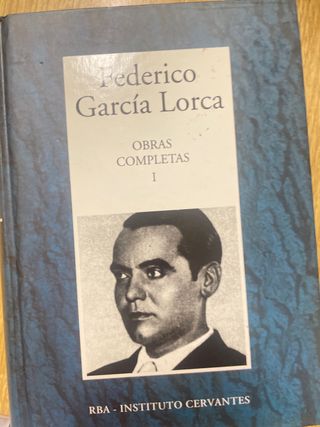 Federico
García Lorca
OBRAS
COMPLETAS
I
RBA - INSTITUTO CERVANTES